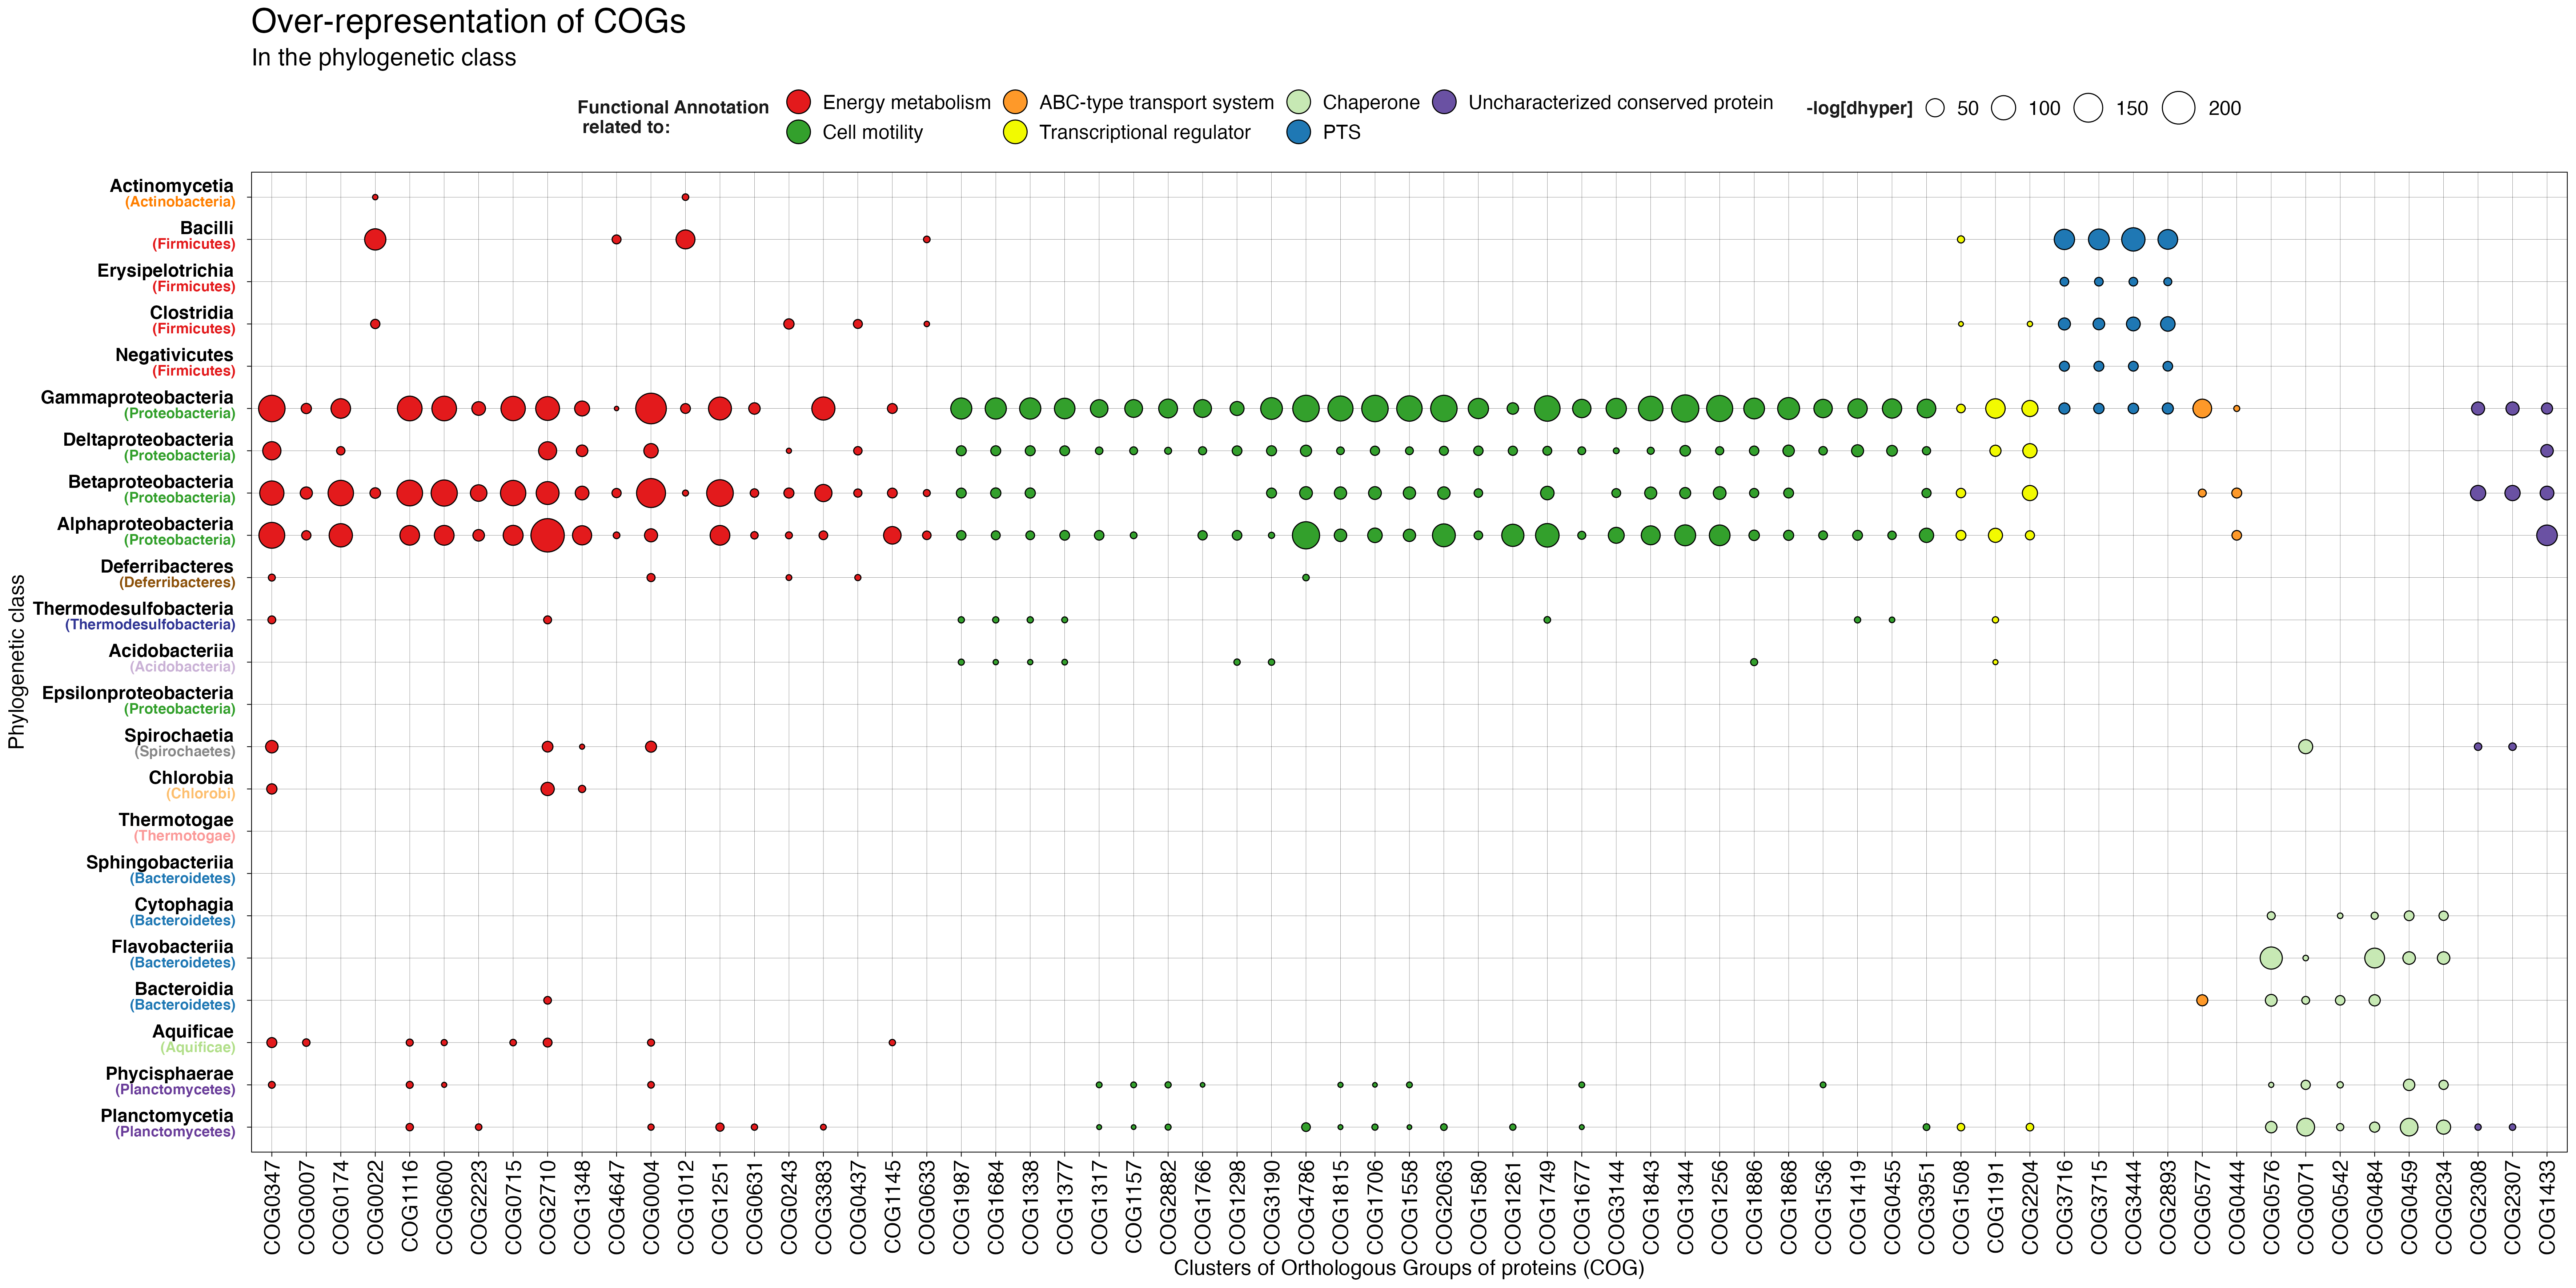 Over-representation of COGs
In the phylogenetic class
Functional Annotation
related to:
Energy metabolism
Cell motility
ABC-type transport system
Transcriptional regulator
Chaperone
PTS
Uncharacterized conserved protein
-log[dhyper]
50
100
150
200
Phylogenetic class
Actinomycetia
(Actinobacteria)
Bacilli
(Firmicutes)
Erysipelotrichia
(Firmicutes)
Clostridia
(Firmicutes)
Negativicutes
(Firmicutes)
Gammaproteobacteria
(Proteobacteria)
Deltaproteobacteria
(Proteobacteria)
Betaproteobacteria
(Proteobacteria)
Alphaproteobacteria
(Proteobacteria)
Deferribacteres
(Deferribacteres)
Thermodesulfobacteria
(Thermodesulfobacteria)
Acidobacteriia
(Acidobacteria)
Epsilonproteobacteria
(Proteobacteria)
Spirochaetia
(Spirochaetes)
Chlorobia
(Chlorobi)
Thermotogae
(Thermotogae)
Sphingobacteriia
(Bacteroidetes)
Cytophagia
(Bacteroidetes)
Flavobacteriia
(Bacteroidetes)
Bacteroidia
(Bacteroidetes)
Aquificae
(Aquificae)
Phycisphaerae
(Planctomycetes)
Planctomycetia
(Planctomycetes)
COG0347
COG0007
COG0174
COG0022
COG1116
COG0600
COG2223
COG0715
COG2710
COG1348
COG4647
COG0004
COG1012
COG1251
COG0631
COG0243
COG3383
COG0437
COG1145
COG0633
COG1987
COG1684
COG1338
COG1377
COG1317
COG1157
COG2882
COG1766
COG1298
COG3190
COG4786
COG1815
COG1706
COG1558
COG2063
COG1580
COG1261
COG1749
COG1677
COG3144
COG1843
COG1344
COG1256
COG1886
COG1868
COG1536
COG1419
COG0455
COG3951
COG1508
COG1191
COG2204
COG3716
COG3715
COG3444
COG2893
COG0577
COG0444
COG0576
COG0071
COG0542
COG0484
COG0459
COG0234
COG2308
COG2307
COG1433
Clusters of Orthologous Groups of proteins (COG)